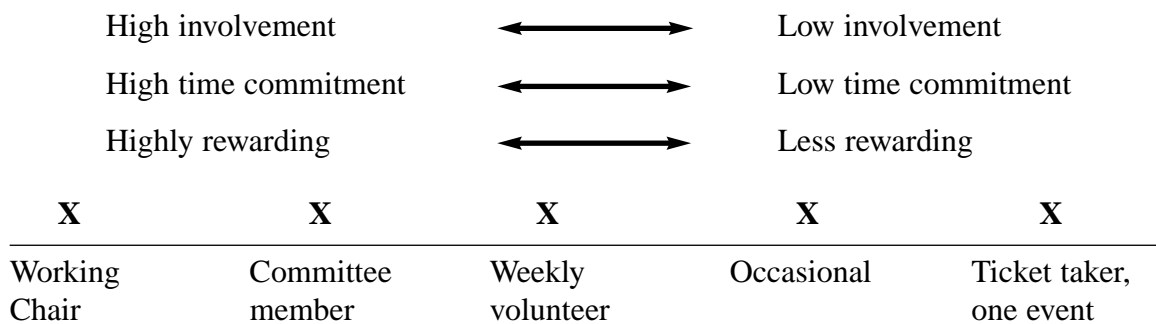 High involvement Low involvement
High time commitment Low time commitment
Highly rewarding Less rewarding
X X X X X
Working Committee Weekly Occasional Ticket taker,
Chair member volunteer one event